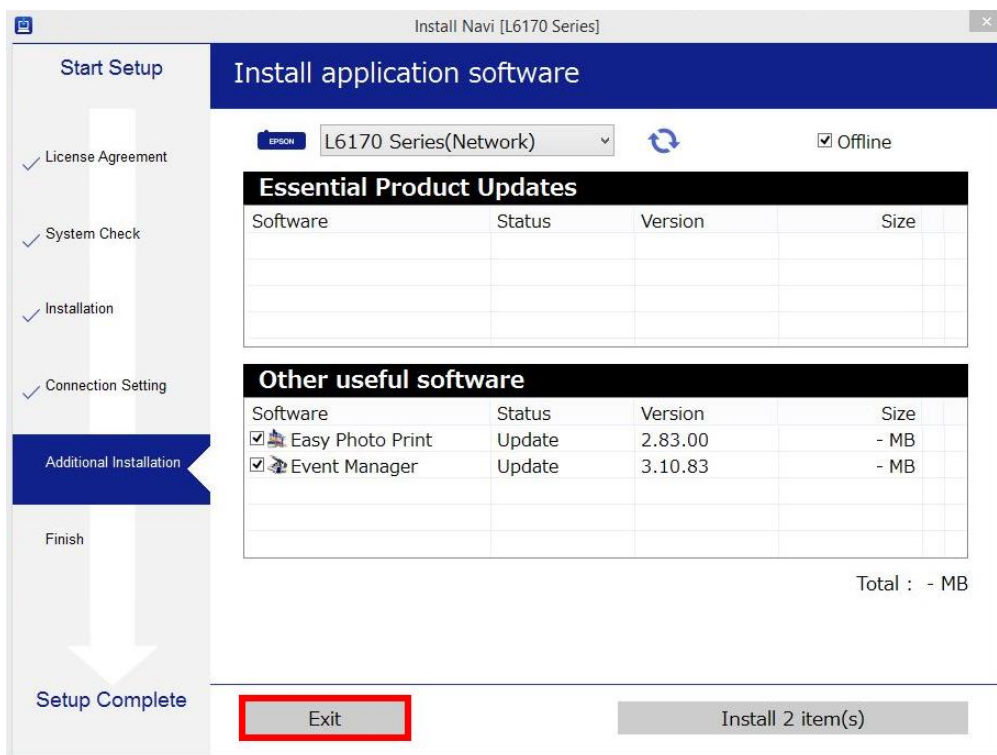 Install Navi [L6170 Series]
Start Setup
License Agreement
System Check
Installation
Connection Setting
Additional Installation
Finish
Setup Complete
Install application software
EPSON L6170 Series(Network) Offline
Essential Product Updates
Software Status Version Size
Other useful software
Software Status Version Size
Easy Photo Print Update 2.83.00 - MB
Event Manager Update 3.10.83 - MB
Total : - MB
Exit Install 2 item(s)